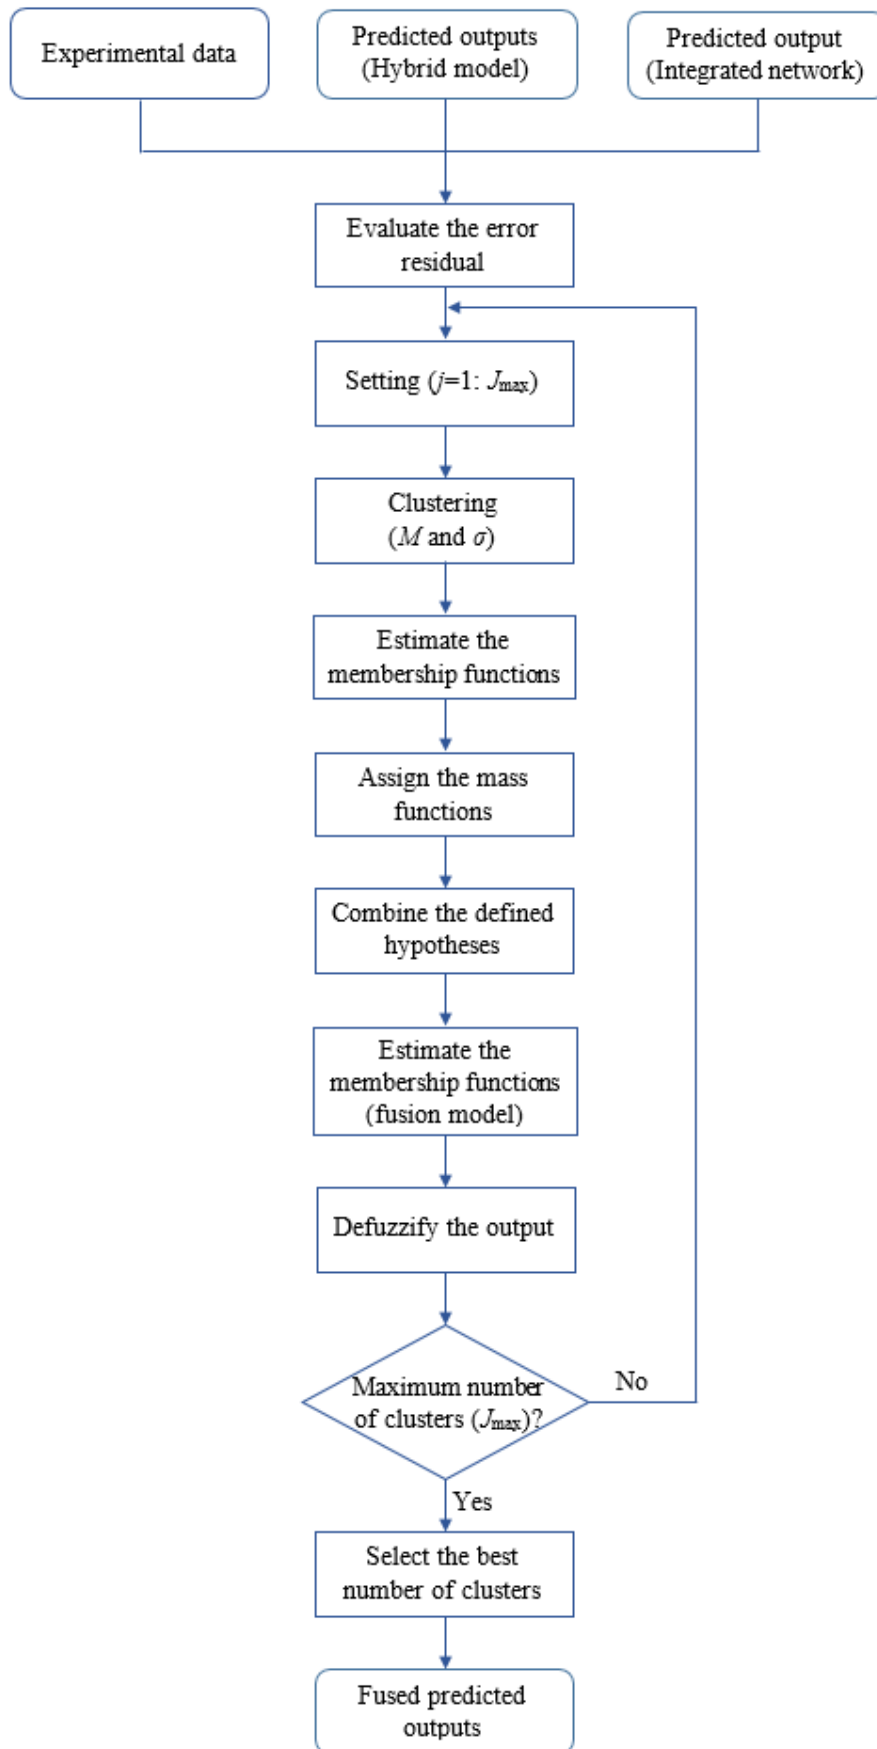 Experimental data
Predicted outputs
(Hybrid model)
Predicted output
(Integrated network)
Evaluate the error
residual
Setting (j=1: Jmax)
Clustering
(M and σ)
Estimate the
membership functions
Assign the mass
functions
Combine the defined
hypotheses
Estimate the
membership functions
(fusion model)
Defuzzify the output
Maximum number
of clusters (Jmax)?
No
Yes
Select the best
number of clusters
Fused predicted
outputs